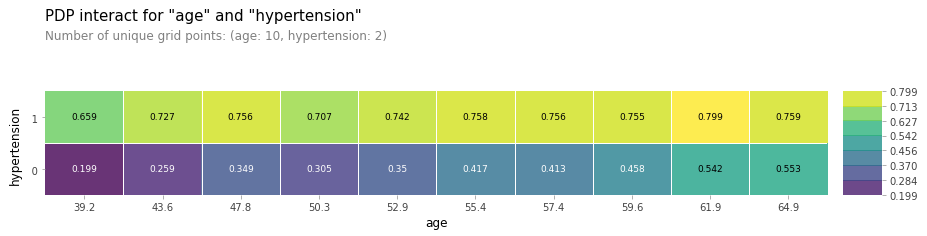 PDP interact for "age" and "hypertension"
Number of unique grid points: (age: 10, hypertension: 2)
hypertension
1
0.659 0.727 0.756 0.707 0.742 0.758 0.756 0.755 0.799 0.759
0
0.199 0.259 0.349 0.305 0.35 0.417 0.413 0.458 0.542 0.553
39.2 43.6 47.8 50.3 52.9 55.4 57.4 59.6 61.9 64.9
age
0.799
0.713
0.627
0.542
0.456
0.370
0.284
0.199